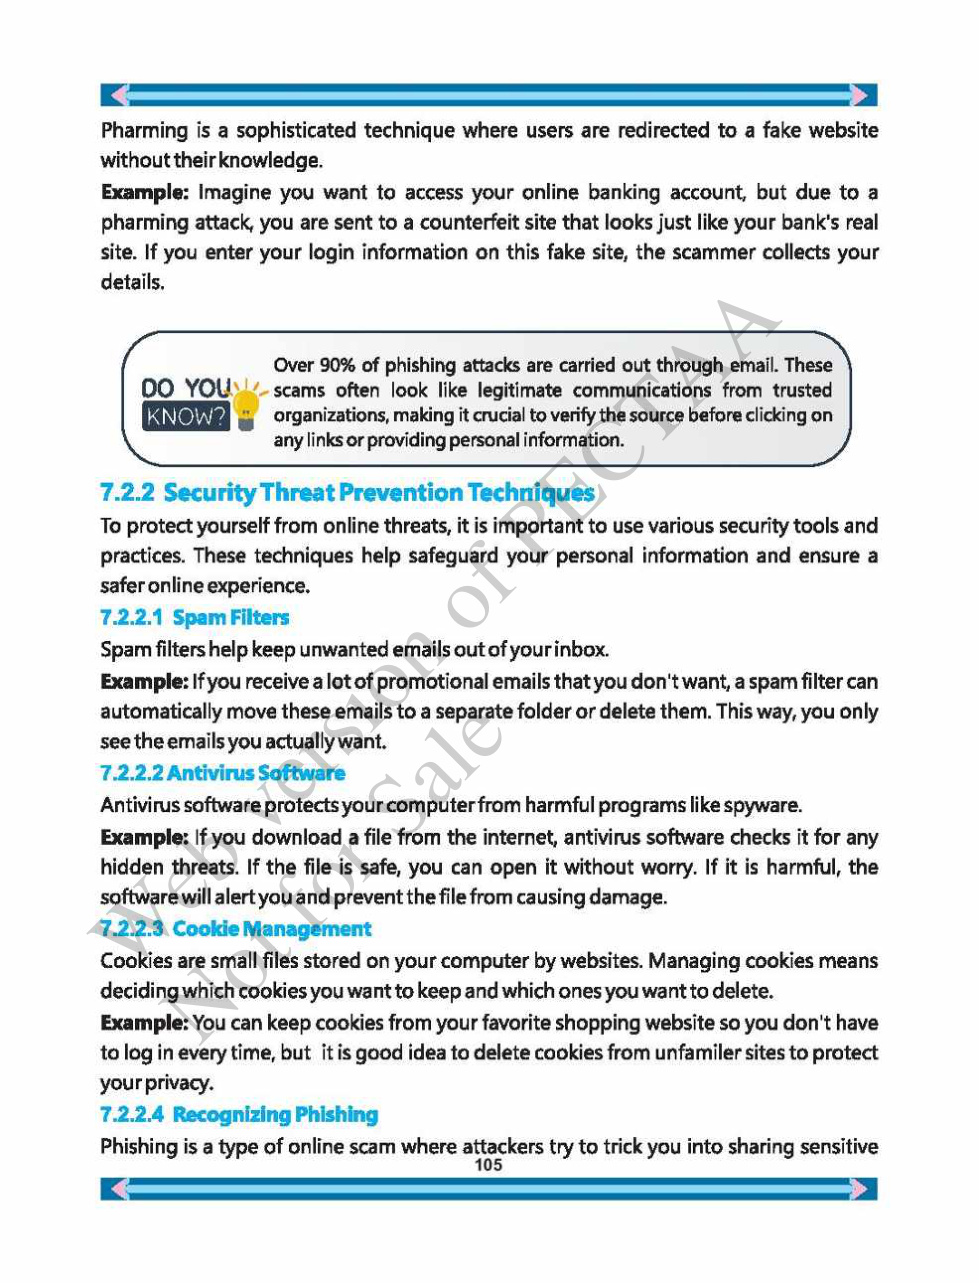 Pharming is a sophisticated technique where users are redirected to a fake website
without their knowledge.
Example: Imagine you want to access your online banking account, but due to a
pharming attack, you are sent to a counterfeit site that looks just like your bank's real
site. If you enter your login information on this fake site, the scammer collects your
details.
DO YOU
KNOW?
Over 90% of phishing attacks are carried out through email. These
scams often look like legitimate communications from trusted
organizations, making it crucial to verify the source before clicking on
any links or providing personal information.
7.2.2 Security Threat Prevention Techniques
To protect yourself from online threats, it is important to use various security tools and
practices. These techniques help safeguard your personal information and ensure a
safer online experience.
7.2.2.1 Spam Filters
Spam filters help keep unwanted emails out of your inbox.
Example: If you receive a lot of promotional emails that you don't want, a spam filter can
automatically move these emails to a separate folder or delete them. This way, you only
see the emails you actually want.
7.2.2.2 Antivirus Software
Antivirus software protects your computer from harmful programs like spyware.
Example: If you download a file from the internet, antivirus software checks it for any
hidden threats. If the file is safe, you can open it without worry. If it is harmful, the
software will alert you and prevent the file from causing damage.
7.2.2.3 Cookie Management
Cookies are small files stored on your computer by websites. Managing cookies means
deciding which cookies you want to keep and which ones you want to delete.
Example: You can keep cookies from your favorite shopping website so you don't have
to log in every time, but it is good idea to delete cookies from unfamiler sites to protect
your privacy.
7.2.2.4 Recognizing Phishing
Phishing is a type of online scam where attackers try to trick you into sharing sensitive
105
Web version of PECTAA
Not for Sale